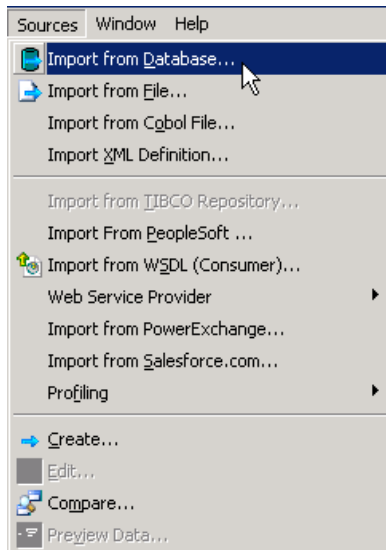 Sources Window Help
Import from Database...
Import from File...
Import from Cobol File...
Import XML Definition...
Import from TIBCO Repository...
Import From PeopleSoft ...
Import from WSDL (Consumer)...
Web Service Provider
Import from PowerExchange...
Import from Salesforce.com...
Profiling
Create...
Edit...
Compare...
Preview Data...